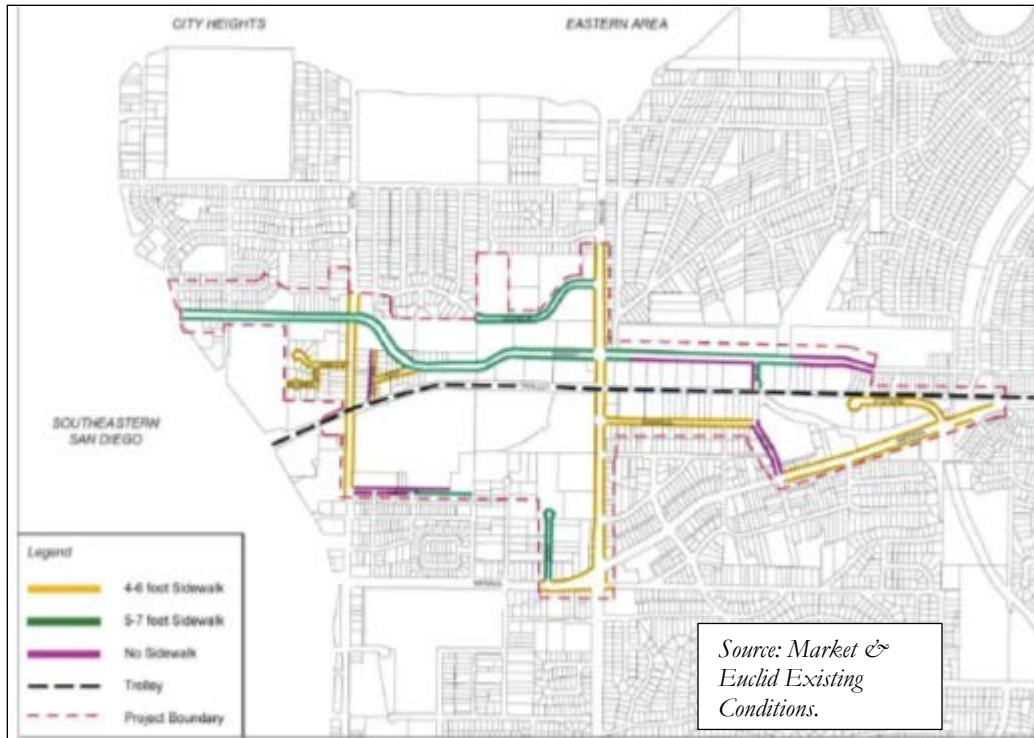 CITY HEIGHTS
EASTERN AREA
SOUTHEASTERN
SAN DIEGO
Legend
4-6 foot Sidewalk
5-7 foot Sidewalk
No Sidewalk
Trolley
Project Boundary
Source: Market &
Euclid Existing
Conditions.